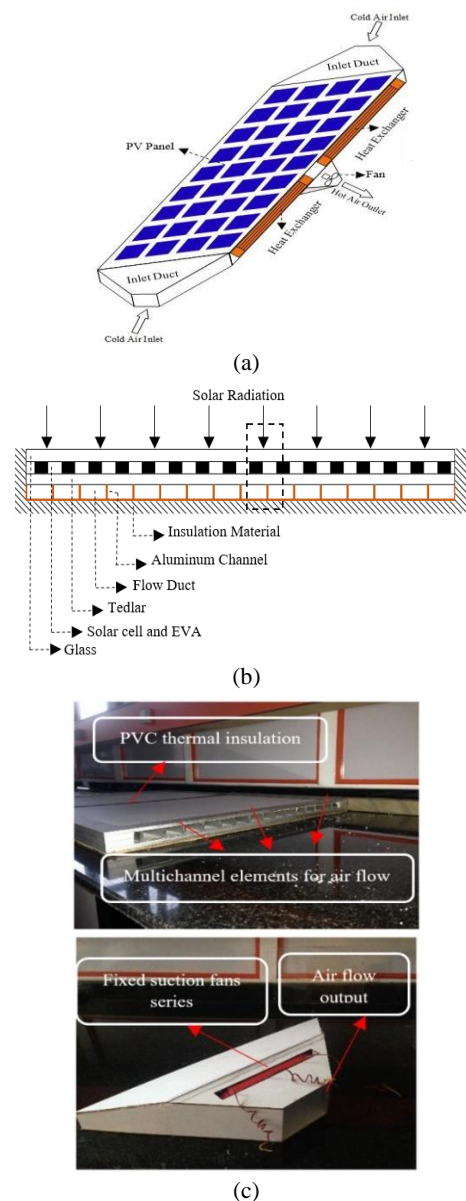 Cold Air Inlet
Inlet Duct
PV Panel
Heat Exchanger
Fan
Hot Air Outlet
Heat Exchanger
Inlet Duct
Cold Air Inlet
(a)
Solar Radiation
Insulation Material
Aluminum Channel
Flow Duct
Tedlar
Solar cell and EVA
Glass
(b)
PVC thermal insulation
Multichannel elements for air flow
Fixed suction fans
series
Air flow
output
(c)